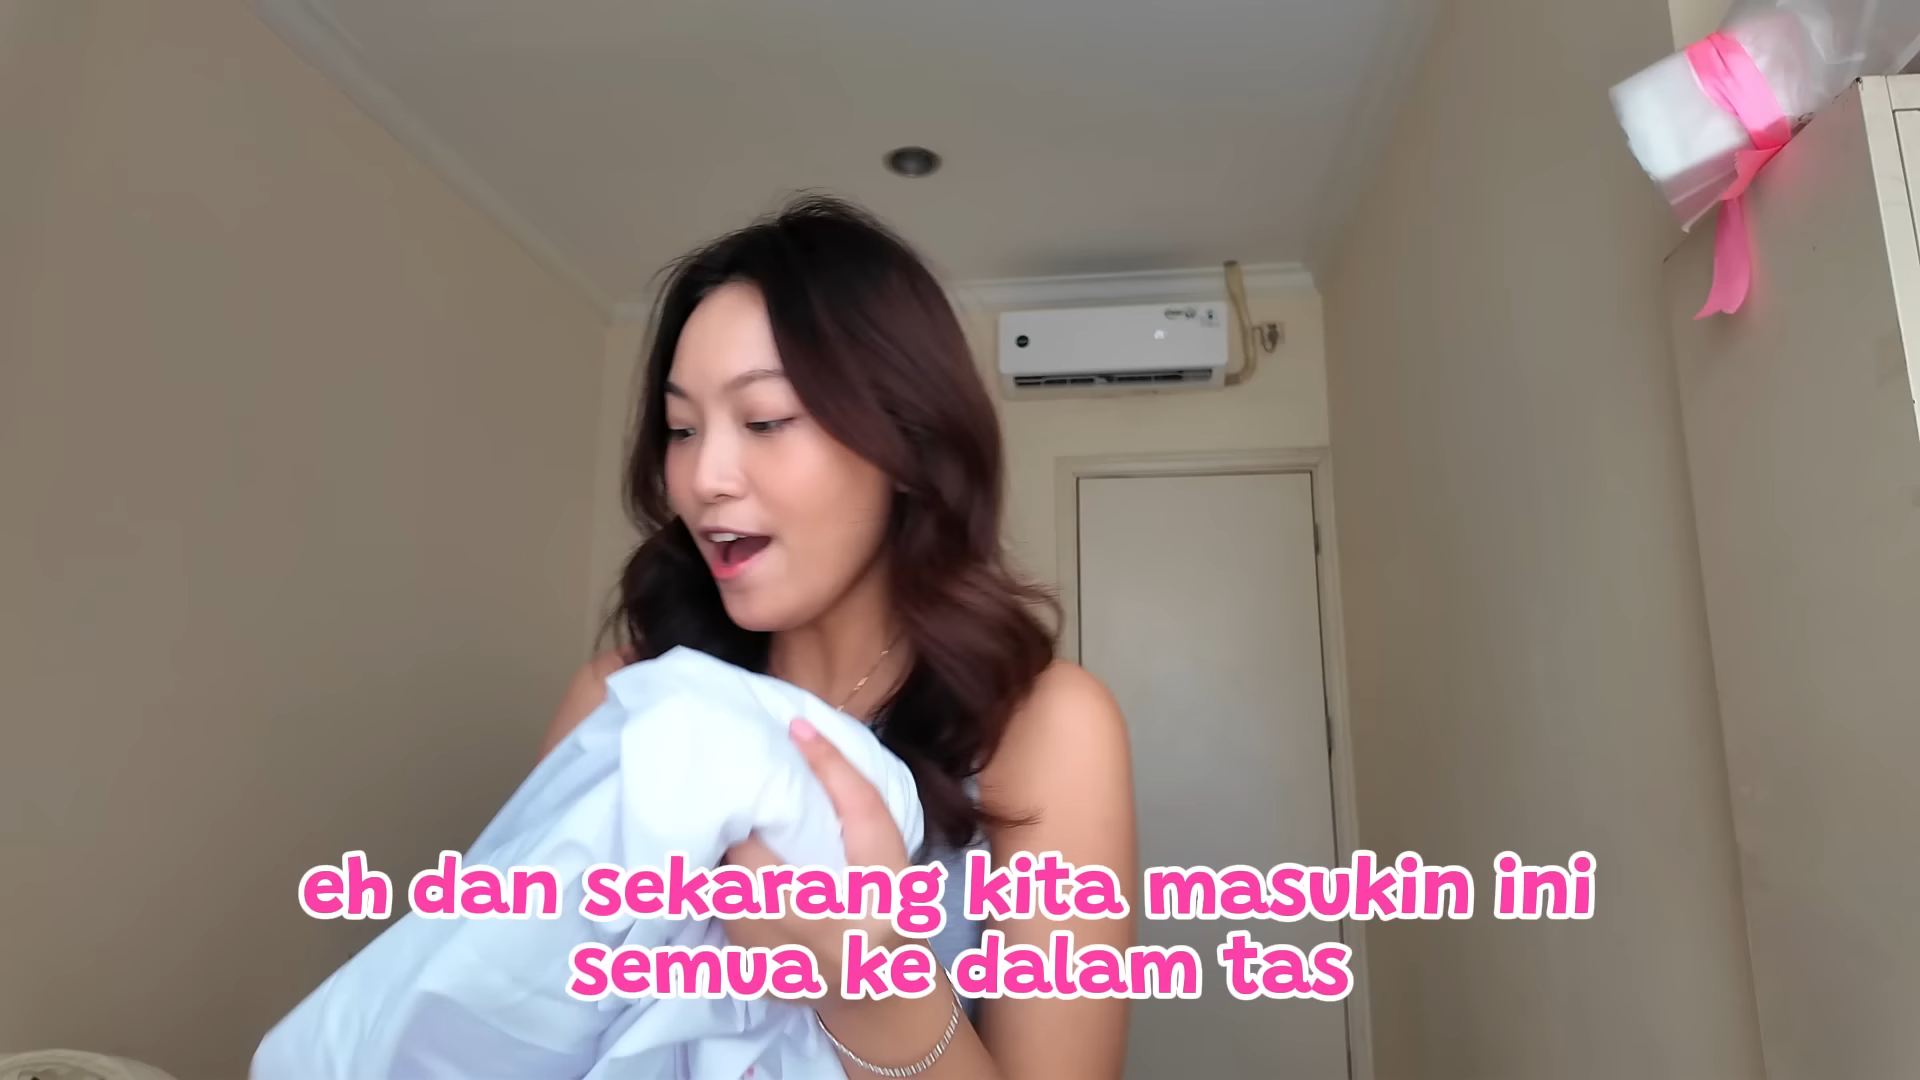 eh dan sekarang kita masukin ini
semua ke dalam tas